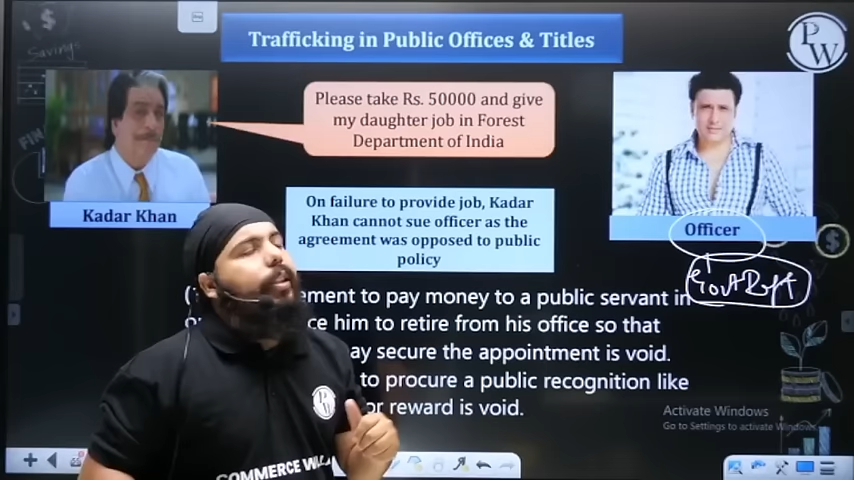 Trafficking in Public Offices & Titles
PW
Savings
Please take Rs. 50000 and give
my daughter job in Forest
Department of India
Kadar Khan
On failure to provide job, Kadar
Khan cannot sue officer as the
agreement was opposed to public
policy
Officer
ement to pay money to a public servant in
ce him to retire from his office so that
ay secure the appointment is void.
to procure a public recognition like
or reward is void.
PW
COMMERCE WALL
Activate Windows
Go to Settings to activate Windows.